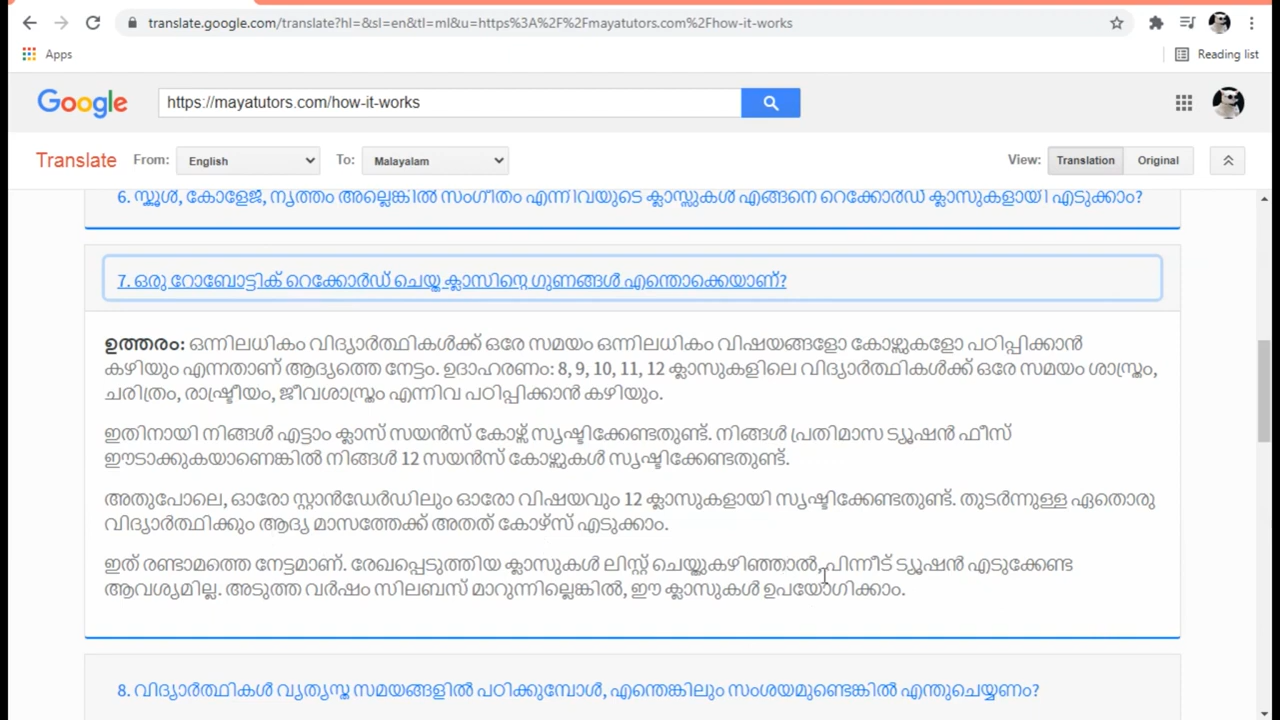 translate.google.com/translate?hl=&sl=en&tl=ml&u=https%3A%2F%2Fmayatutors.com%2Fhow-it-works
Apps
Reading list
Google
https://mayatutors.com/how-it-works
Translate
From:
English
To:
Malayalam
View:
Translation
Original
6. സ്കൂൾ, കോളേജ്, നൃത്തം അല്ലെങ്കിൽ സംഗീതം എന്നിവയുടെ ക്ലാസ്സുകൾ എങ്ങനെ റെക്കോർഡ് ക്ലാസുകളായി എടുക്കാം?
7. ഒരു റോബോട്ടിക് റെക്കോർഡ് ചെയ്ത ക്ലാസിന്റെ ഗുണങ്ങൾ എന്തൊക്കെയാണ്?
ഉത്തരം: ഒന്നിലധികം വിദ്യാർത്ഥികൾക്ക് ഒരേ സമയം ഒന്നിലധികം വിഷയങ്ങളോ കോഴ്സുകളോ പഠിപ്പിക്കാൻ
കഴിയും എന്നതാണ് ആദ്യത്തെ നേട്ടം. ഉദാഹരണം: 8, 9, 10, 11, 12 ക്ലാസുകളിലെ വിദ്യാർത്ഥികൾക്ക് ഒരേ സമയം ശാസ്ത്രം,
ചരിത്രം, രാഷ്ട്രീയം, ജീവശാസ്ത്രം എന്നിവ പഠിപ്പിക്കാൻ കഴിയും.
ഇതിനായി നിങ്ങൾ എട്ടാം ക്ലാസ് സയൻസ് കോഴ്സ് സൃഷ്ടിക്കേണ്ടതുണ്ട്. നിങ്ങൾ പ്രതിമാസ ട്യൂഷൻ ഫീസ്
ഈടാക്കുകയാണെങ്കിൽ നിങ്ങൾ 12 സയൻസ് കോഴ്സുകൾ സൃഷ്ടിക്കേണ്ടതുണ്ട്.
അതുപോലെ, ഓരോ സ്റ്റാൻഡേർഡിലും ഓരോ വിഷയവും 12 ക്ലാസുകളായി സൃഷ്ടിക്കേണ്ടതുണ്ട്. തുടർന്നുള്ള ഏതൊരു
വിദ്യാർത്ഥിക്കും ആദ്യ മാസത്തേക്ക് അതത് കോഴ്സ് എടുക്കാം.
ഇത് രണ്ടാമത്തെ നേട്ടമാണ്. രേഖപ്പെടുത്തിയ ക്ലാസുകൾ ലിസ്റ്റ് ചെയ്തുകഴിഞ്ഞാൽ, പിന്നീട് ട്യൂഷൻ എടുക്കേണ്ട
ആവശ്യമില്ല. അടുത്ത വർഷം സിലബസ് മാറുന്നില്ലെങ്കിൽ, ഈ ക്ലാസുകൾ ഉപയോഗിക്കാം.
8. വിദ്യാർത്ഥികൾ വ്യത്യസ്ത സമയങ്ങളിൽ പഠിക്കുമ്പോൾ, എന്തെങ്കിലും സംശയമുണ്ടെങ്കിൽ എന്തുചെയ്യണം?